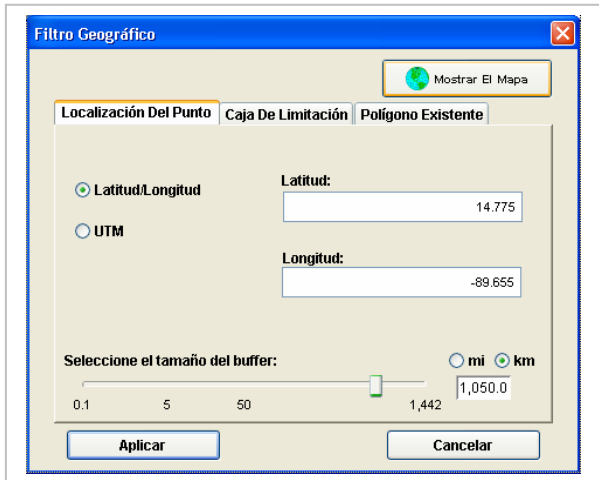 Filtro Geográfico
Mostrar El Mapa
Localización Del Punto Caja De Limitación Polígono Existente
Latitud/Longitud
Latitud:
14.775
UTM
Longitud:
-89.655
Seleccione el tamaño del buffer:
mi km
1,050.0
0.1 5 50 1,442
Aplicar Cancelar